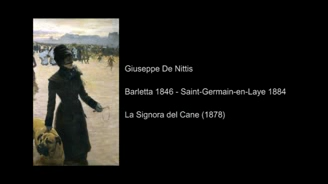 Giuseppe De Nittis
Barletta 1846 - Saint-Germain-en-Laye 1884
La Signora del Cane (1878)